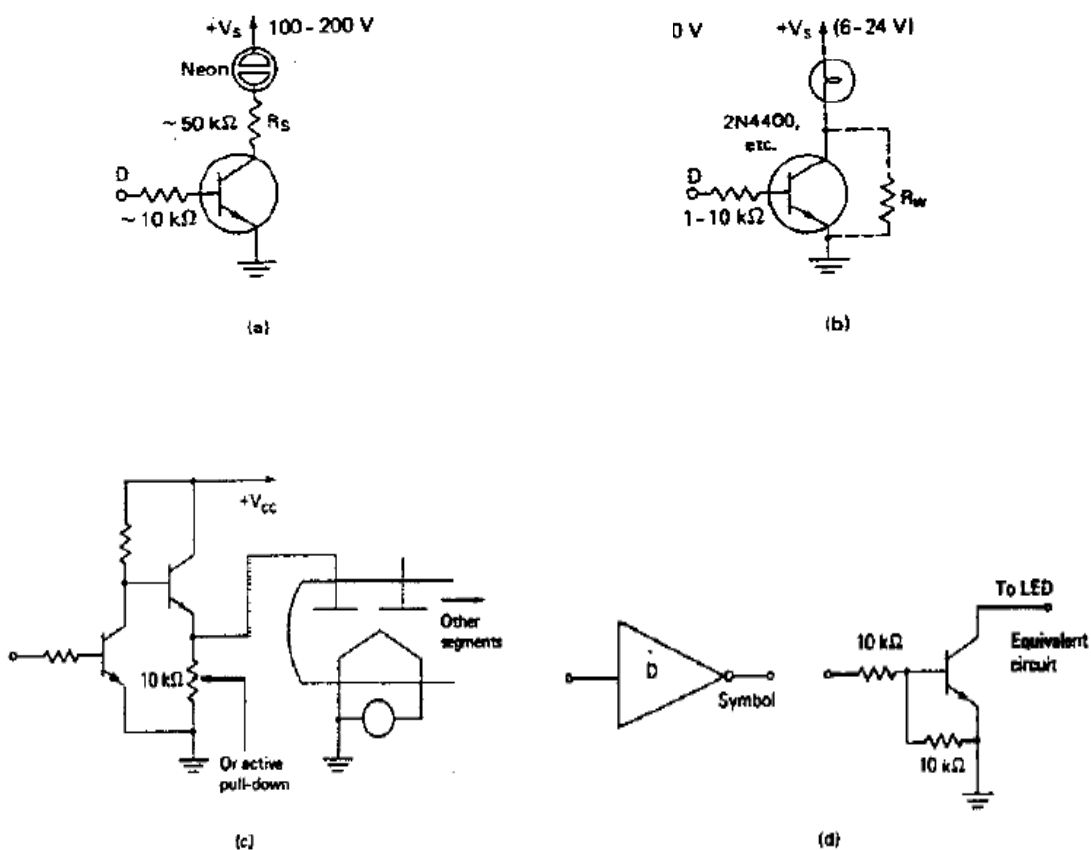 +Vs 100-200 V
Neon
~50 kΩ Rs
D
~10 kΩ
(a)
0 V +Vs (6-24 V)
2N4400,
etc.
D
1-10 kΩ
Rw
(b)
+Vcc
Other
segments
10 kΩ
Or active
pull-down
(c)
D
Symbol
To LED
10 kΩ
Equivalent
circuit
10 kΩ
(d)